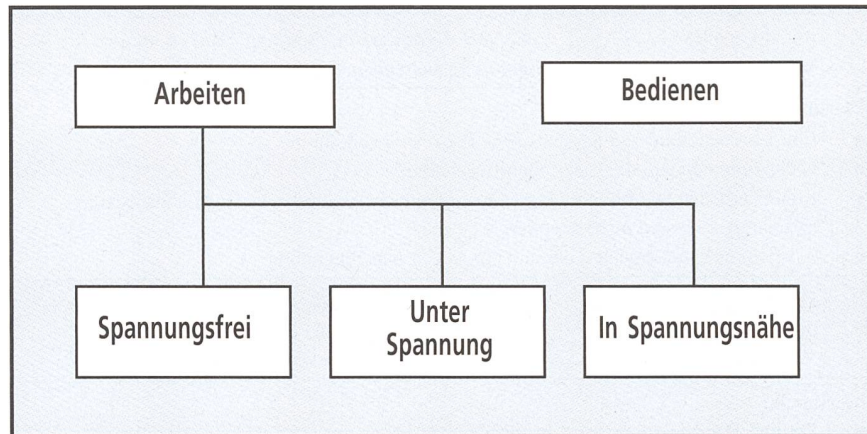 Arbeiten
Bedienen
Spannungsfrei
Unter
Spannung
In Spannungsnähe